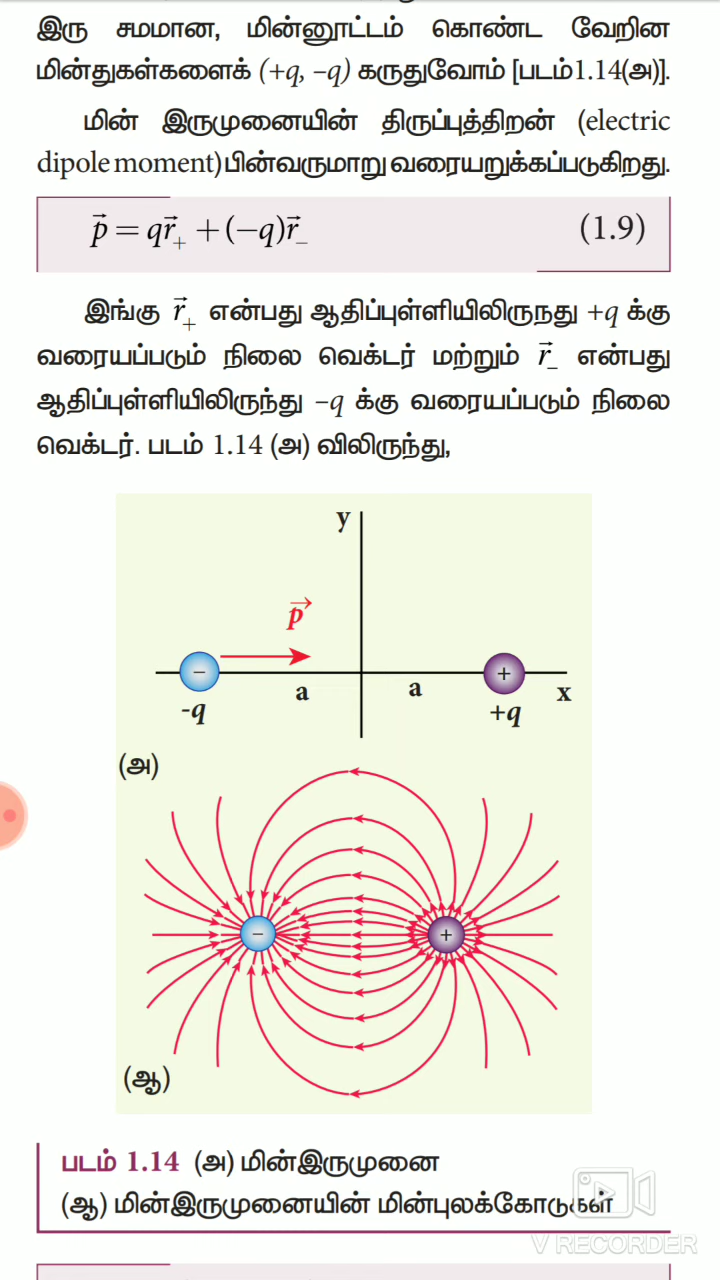 இரு சமமான, மின்னூட்டம் கொண்ட வேறின
மின்துகள்களைக் (+q, –q) கருதுவோம் [படம்1.14(அ)].
மின் இருமுனையின் திருப்புத்திறன் (electric
dipole moment)பின்வருமாறு வரையறுக்கப்படுகிறது.
p⃗ = qr⃗₊ + (−q)r⃗₋ (1.9)
இங்கு r⃗₊ என்பது ஆதிப்புள்ளியிலிருநது +q க்கு
வரையப்படும் நிலை வெக்டர் மற்றும் r⃗₋ என்பது
ஆதிப்புள்ளியிலிருந்து –q க்கு வரையப்படும் நிலை
வெக்டர். படம் 1.14 (அ) விலிருந்து,
y
p⃗
− +
a a x
-q +q
(அ)
− +
(ஆ)
படம் 1.14 (அ) மின்இருமுனை
(ஆ) மின்இருமுனையின் மின்புலக்கோடுகள்
V RECORDER